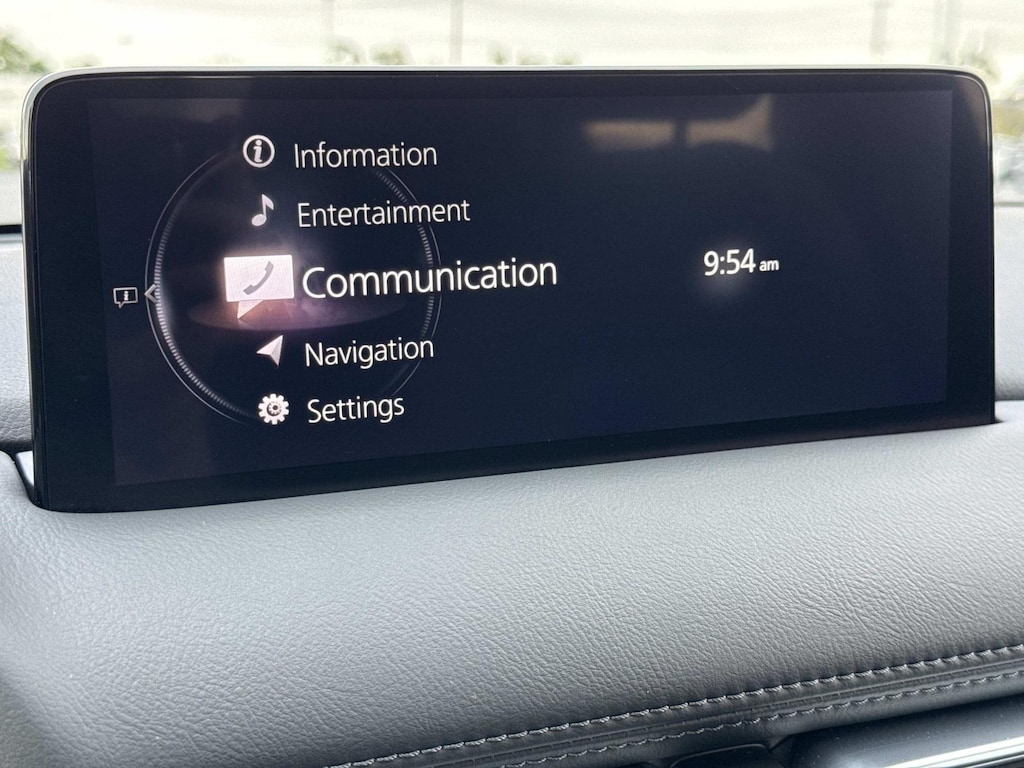 Information
Entertainment
Communication
9:54 am
Navigation
Settings